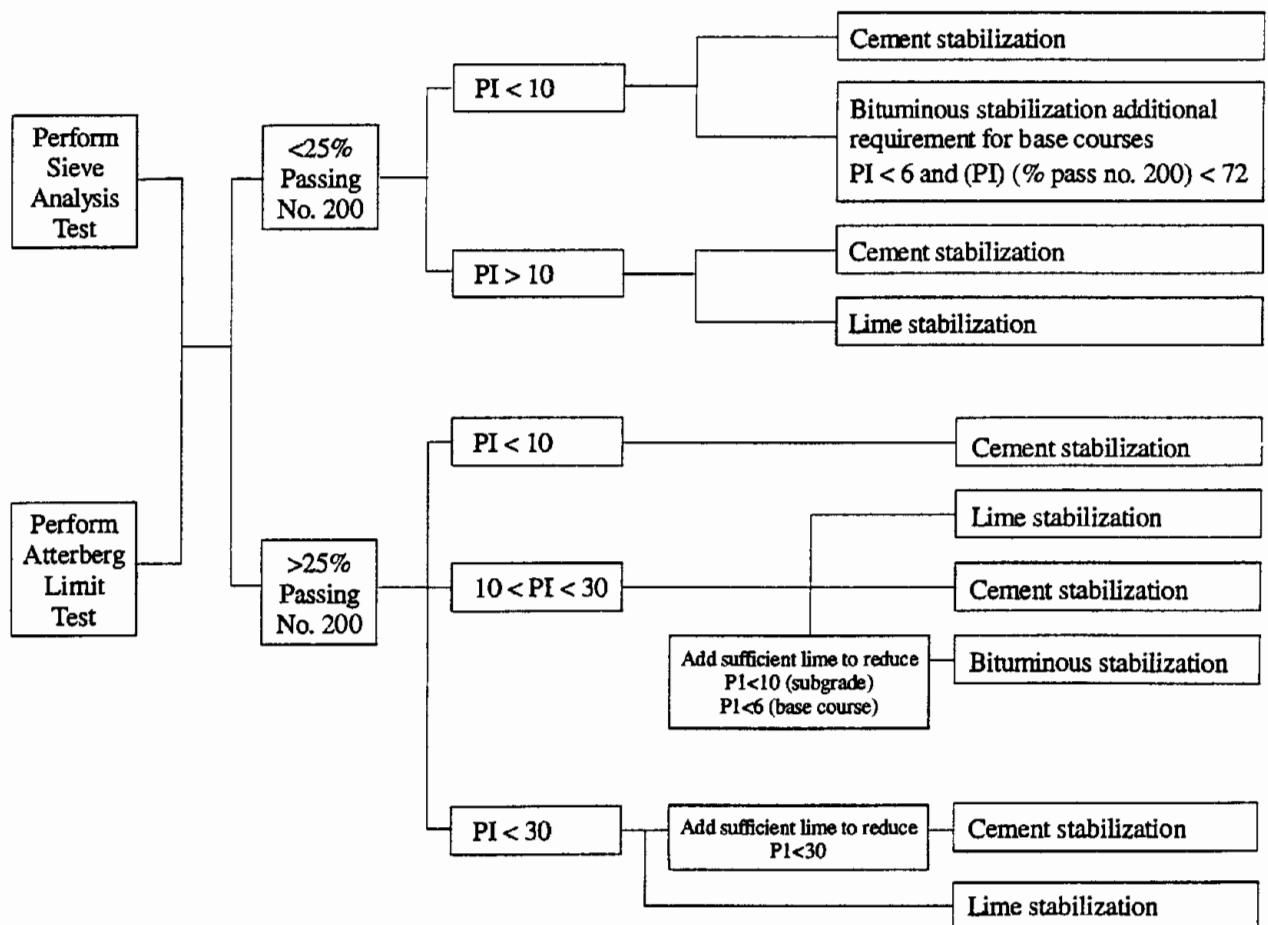 Perform
Sieve
Analysis
Test
Perform
Atterberg
Limit
Test
<25%
Passing
No. 200
>25%
Passing
No. 200
PI < 10
Cement stabilization
Bituminous stabilization additional
requirement for base courses
PI < 6 and (PI) (% pass no. 200) < 72
PI > 10
Cement stabilization
Lime stabilization
PI < 10
Cement stabilization
10 < PI < 30
Lime stabilization
Cement stabilization
Add sufficient lime to reduce
P1<10 (subgrade)
P1<6 (base course)
Bituminous stabilization
PI < 30
Add sufficient lime to reduce
P1<30
Cement stabilization
Lime stabilization